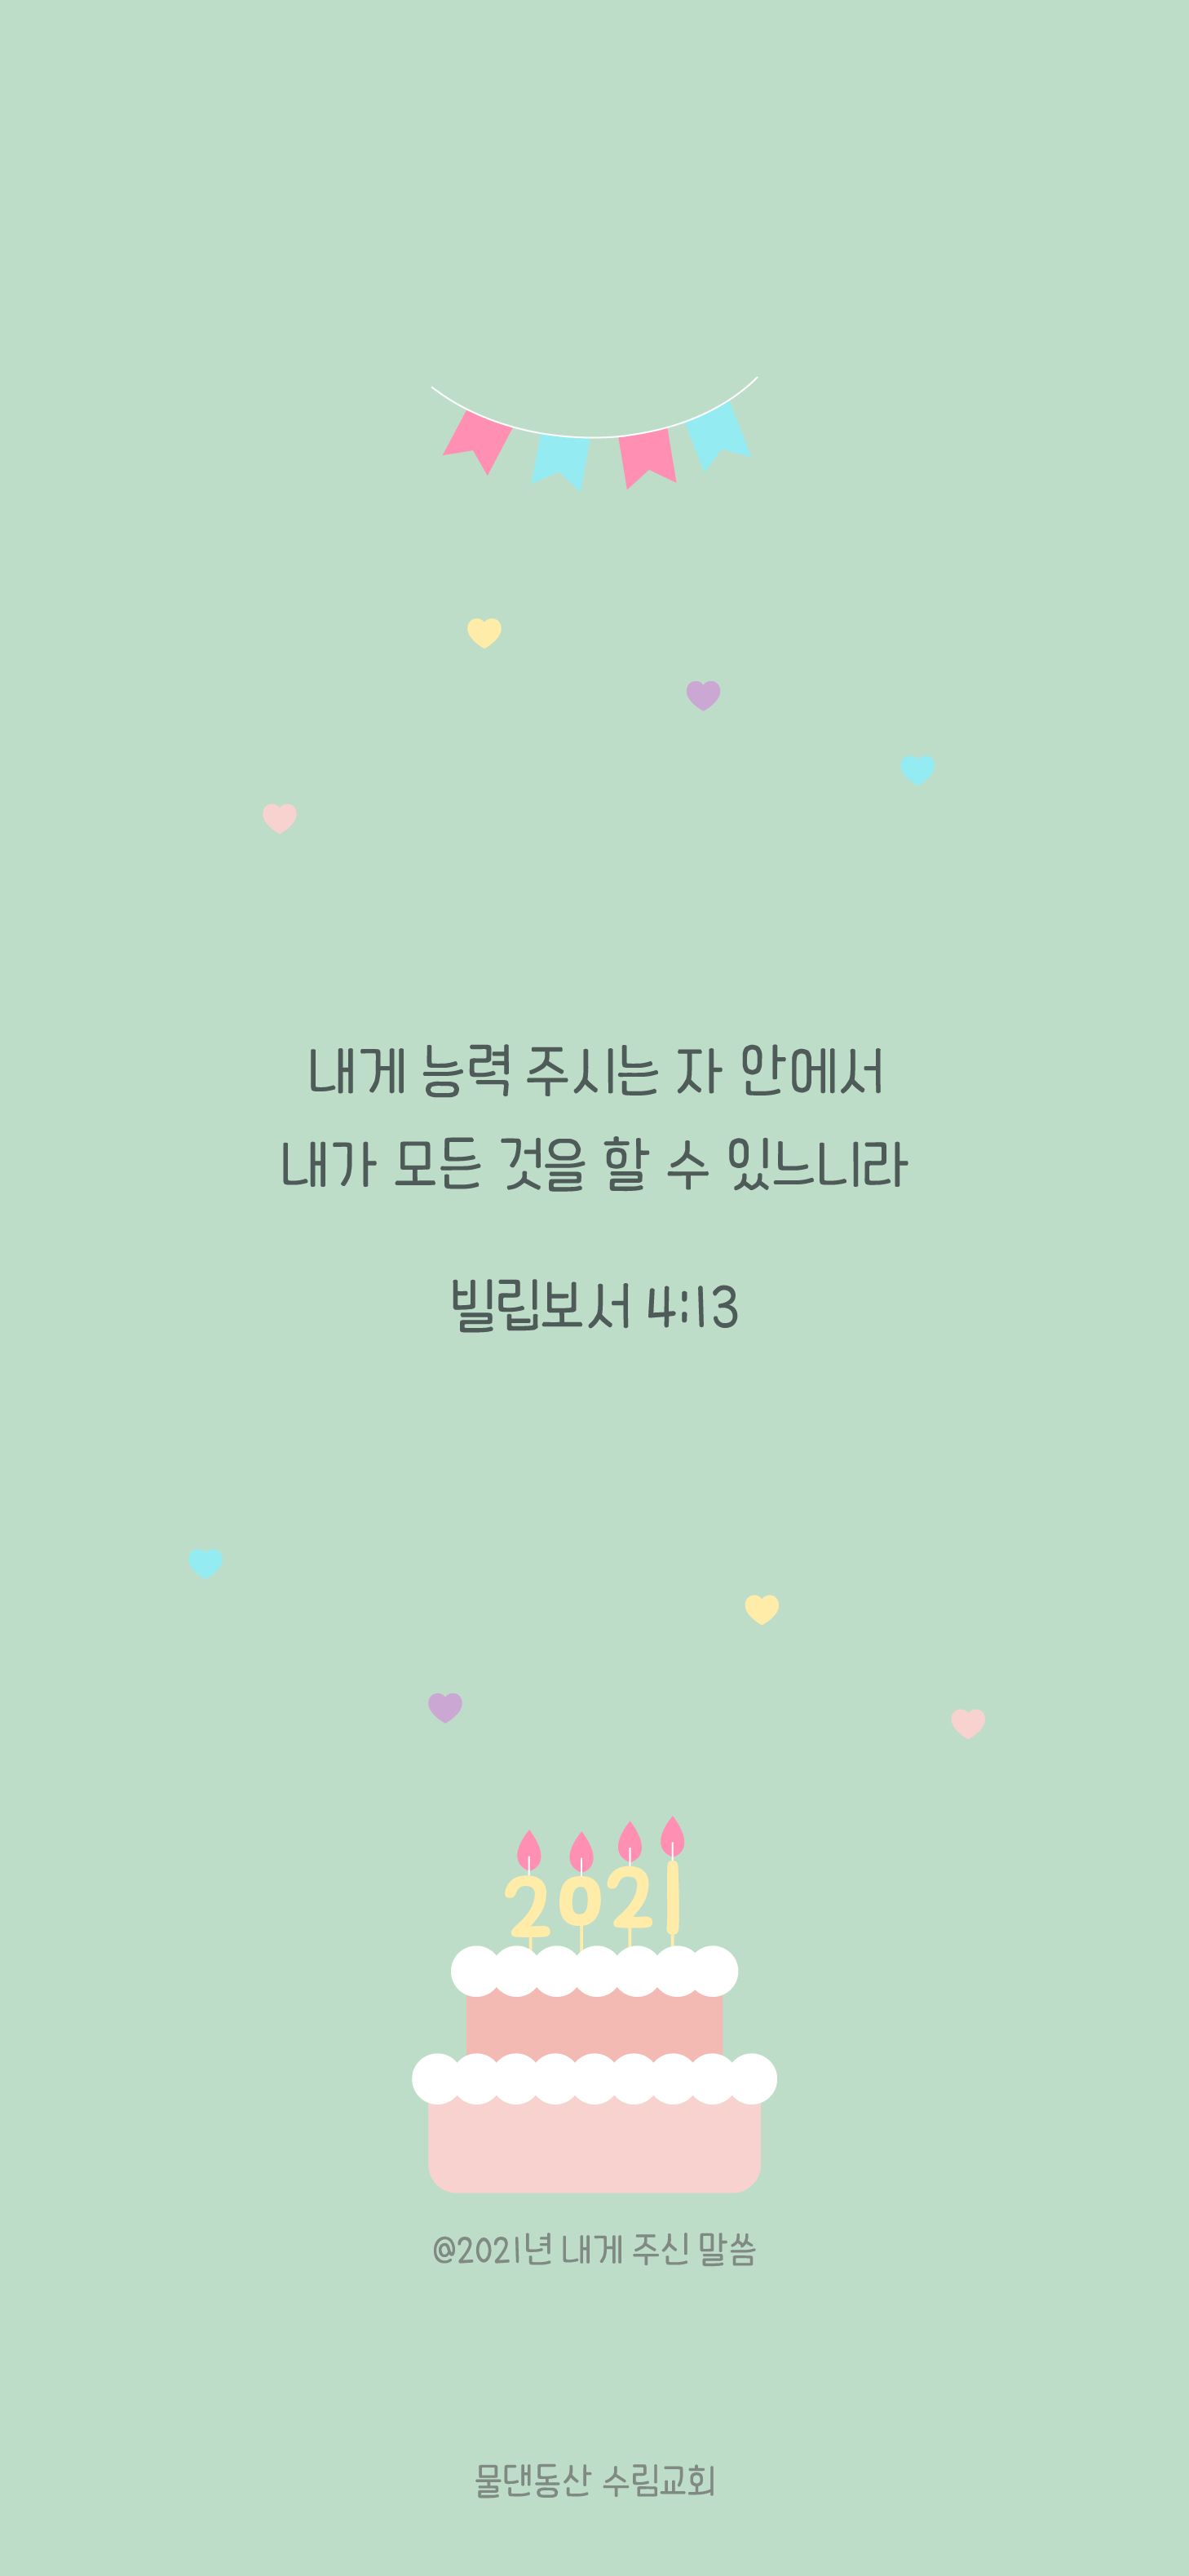 내게 능력 주시는 자 안에서
내가 모든 것을 할 수 있느니라
빌립보서 4:13
2021
@2021년 내게 주신 말씀
물댄동산 수림교회